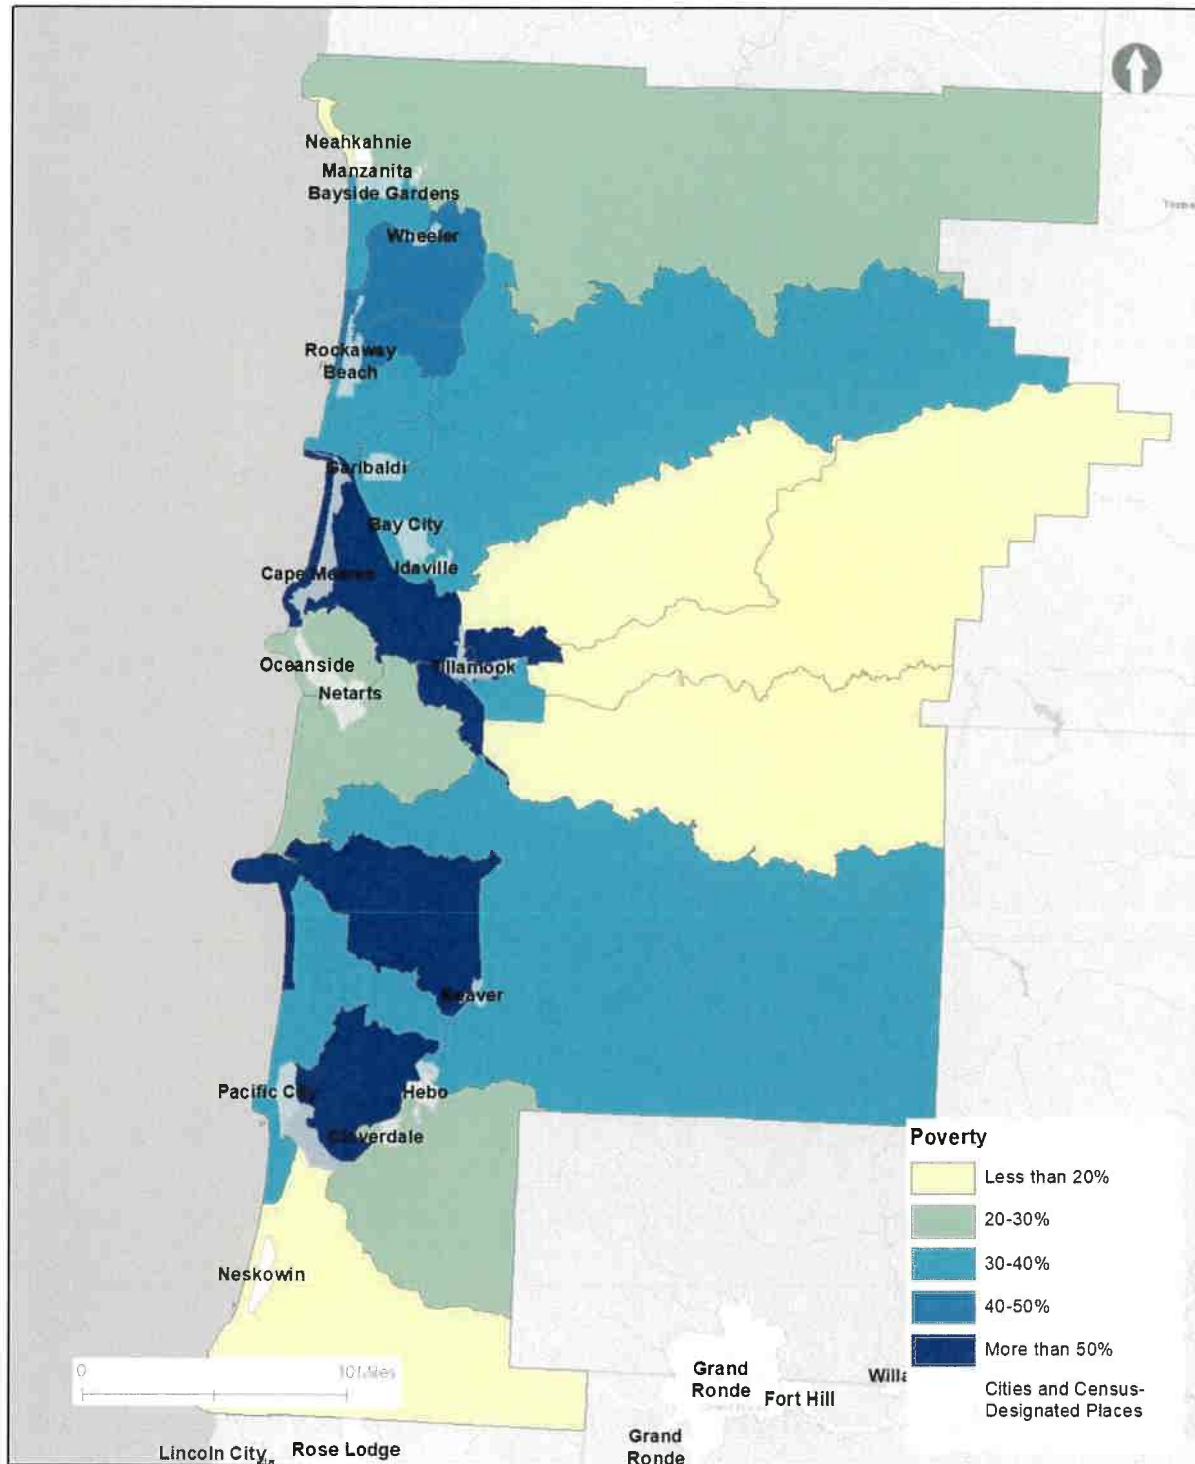 Neahkahnie
Manzanita
Bayside Gardens
Wheeler
Rockaway
Beach
Garibaldi
Bay City
Idaville
Cape Meares
Oceanside
Tillamook
Netarts
Beaver
Pacific City
Hebo
Cloverdale
Neskowin
Poverty
Less than 20%
20-30%
30-40%
40-50%
More than 50%
Cities and Census-
Designated Places
0
10 Miles
Grand
Ronde
Willa
Fort Hill
Grand
Ronde
Lincoln City
Rose Lodge